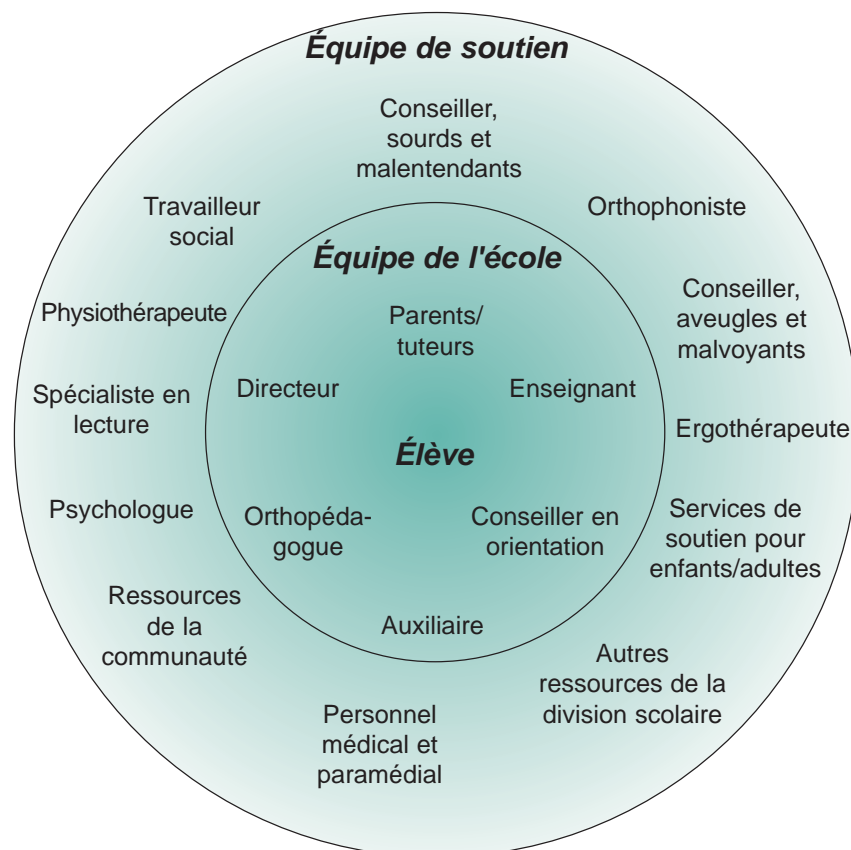 Équipe de soutien
Conseiller,
sourds et
malentendants
Travailleur
social
Orthophoniste
Équipe de l'école
Physiothérapeute
Parents/
tuteurs
Conseiller,
aveugles et
malvoyants
Spécialiste en
lecture
Directeur
Enseignant
Ergothérapeute
Élève
Psychologue
Orthopéda-
gogue
Conseiller en
orientation
Services de
soutien pour
enfants/adultes
Ressources
de la
communauté
Auxiliaire
Autres
ressources de la
division scolaire
Personnel
médical et
paramédial